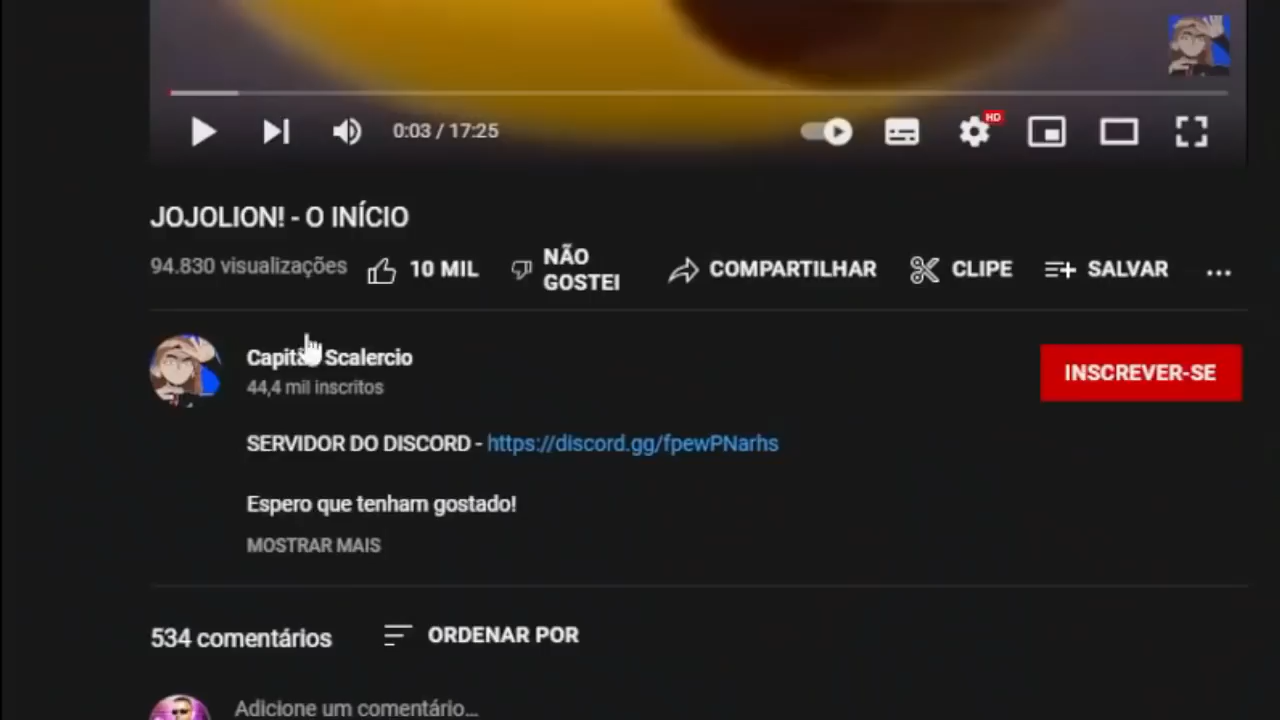 0:03 / 17:25
HD
JOJOLION! - O INÍCIO
94.830 visualizações
10 MIL
NÃO
GOSTEI
COMPARTILHAR
CLIPE
SALVAR
Capitão Scalercio
44,4 mil inscritos
INSCREVER-SE
SERVIDOR DO DISCORD - https://discord.gg/fpewPNarhs
Espero que tenham gostado!
MOSTRAR MAIS
534 comentários
ORDENAR POR
Adicione um comentário...